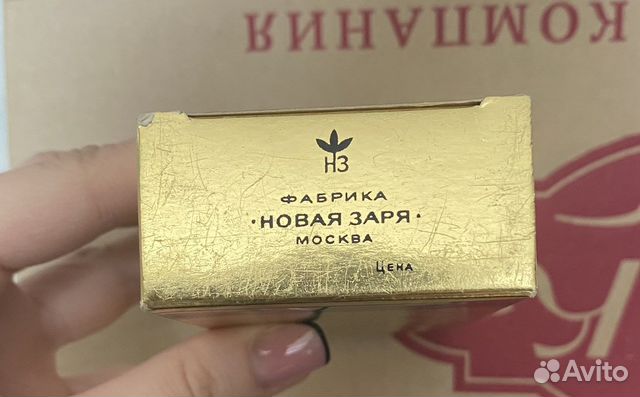 КОМПАНИЯ
НЗ
ФАБРИКА
·НОВАЯ ЗАРЯ·
МОСКВА
ЦЕНА
Avito